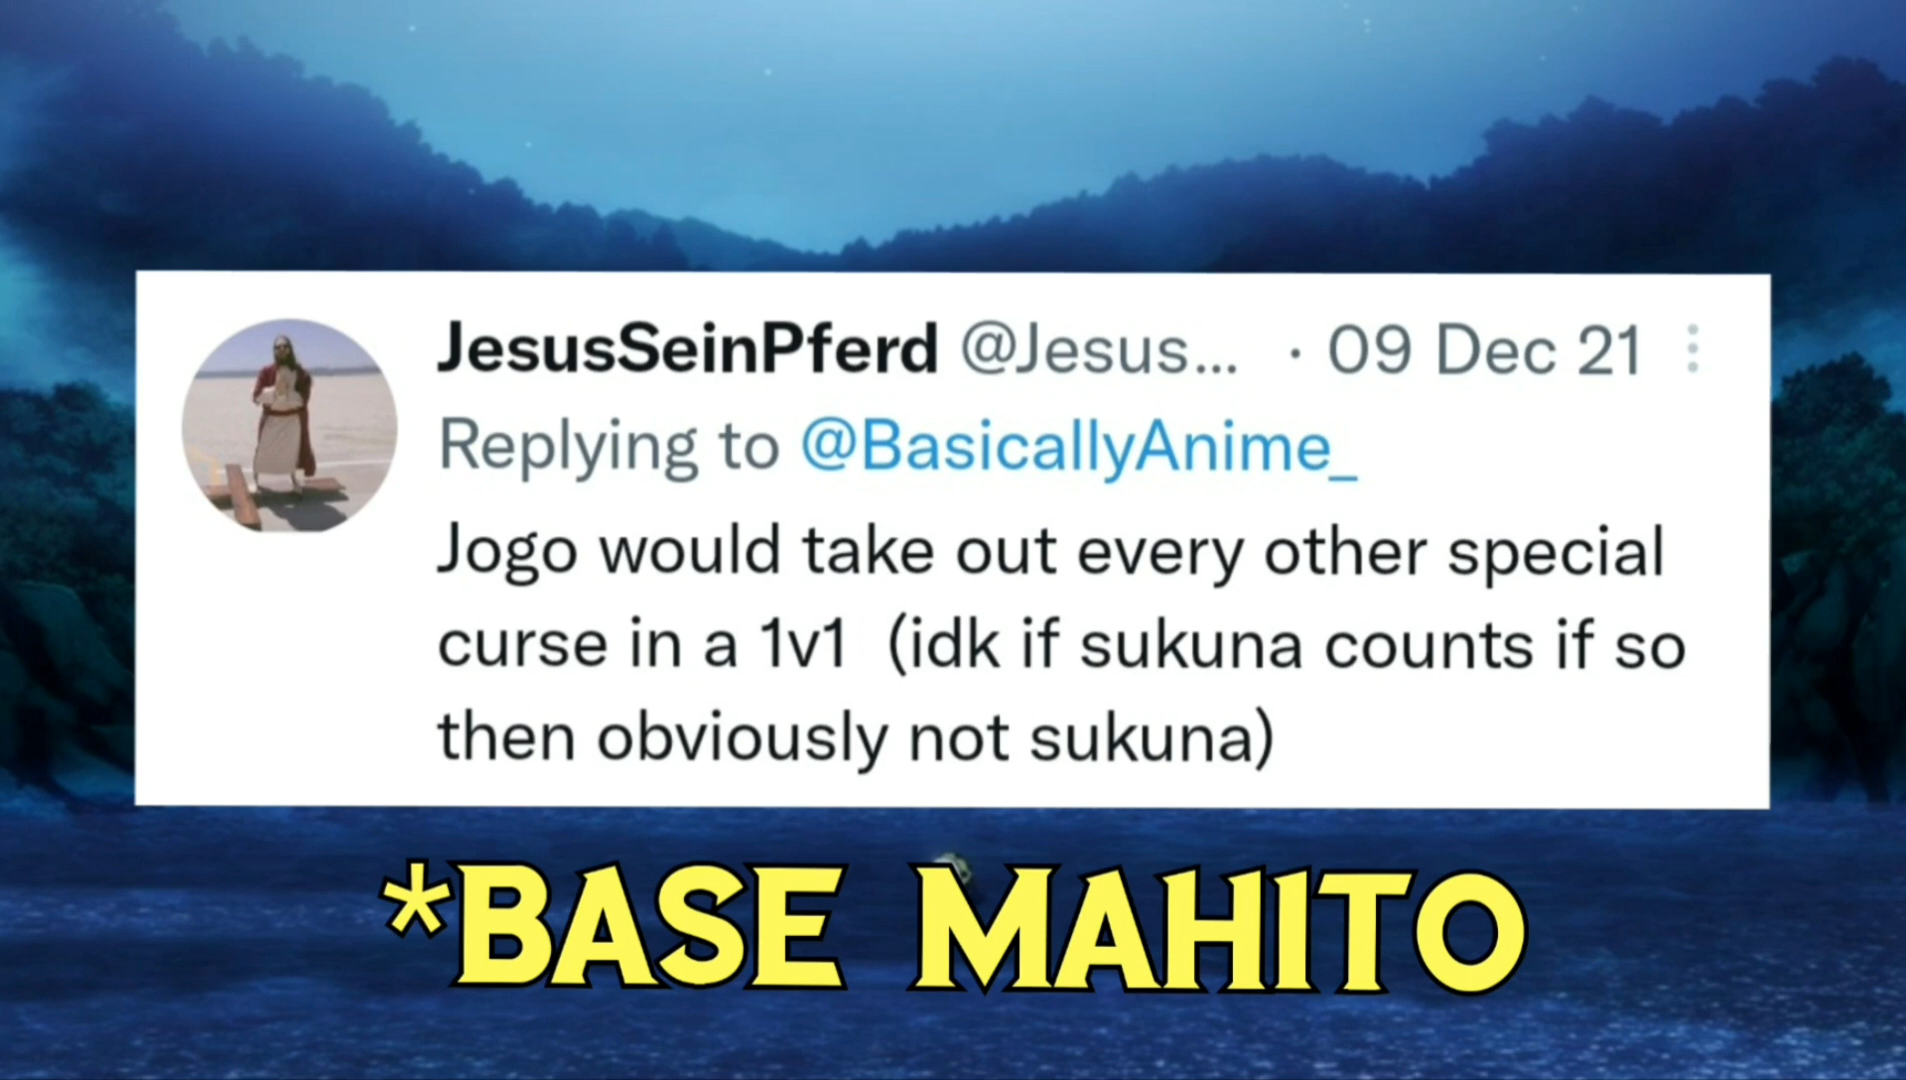 JesusSeinPferd @Jesus... · 09 Dec 21
Replying to @BasicallyAnime_
Jogo would take out every other special
curse in a 1v1 (idk if sukuna counts if so
then obviously not sukuna)
*BASE MAHITO